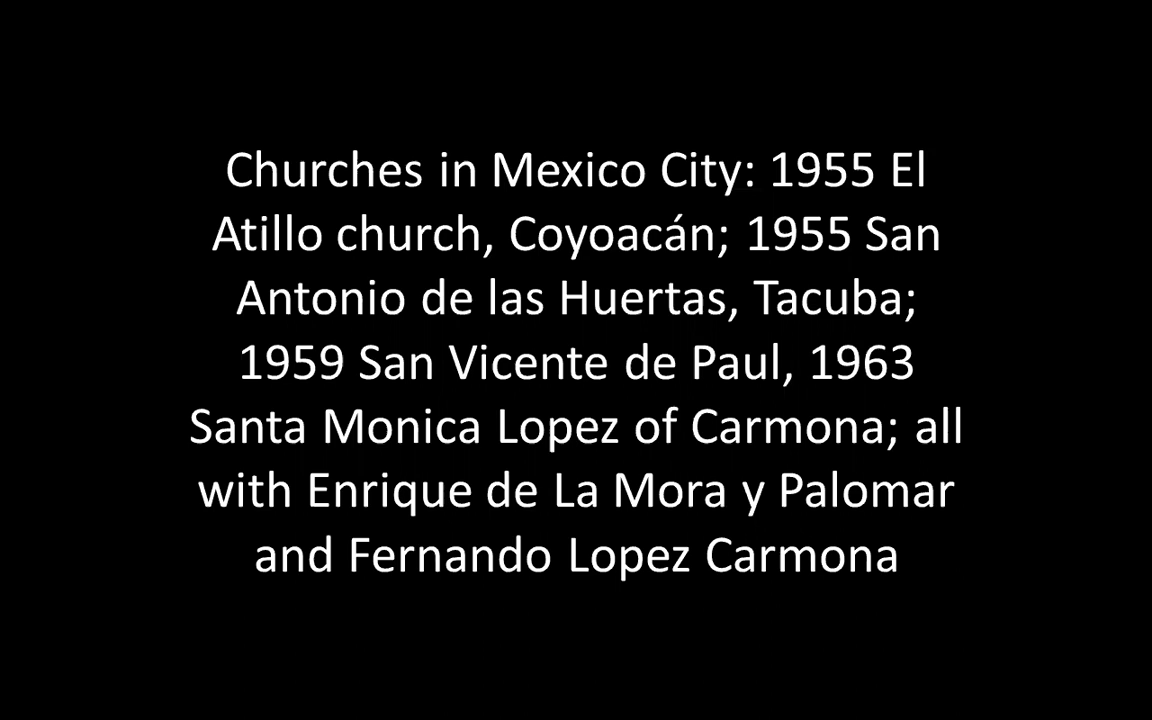 Churches in Mexico City: 1955 El
Atillo church, Coyoacán; 1955 San
Antonio de las Huertas, Tacuba;
1959 San Vicente de Paul, 1963
Santa Monica Lopez of Carmona; all
with Enrique de La Mora y Palomar
and Fernando Lopez Carmona